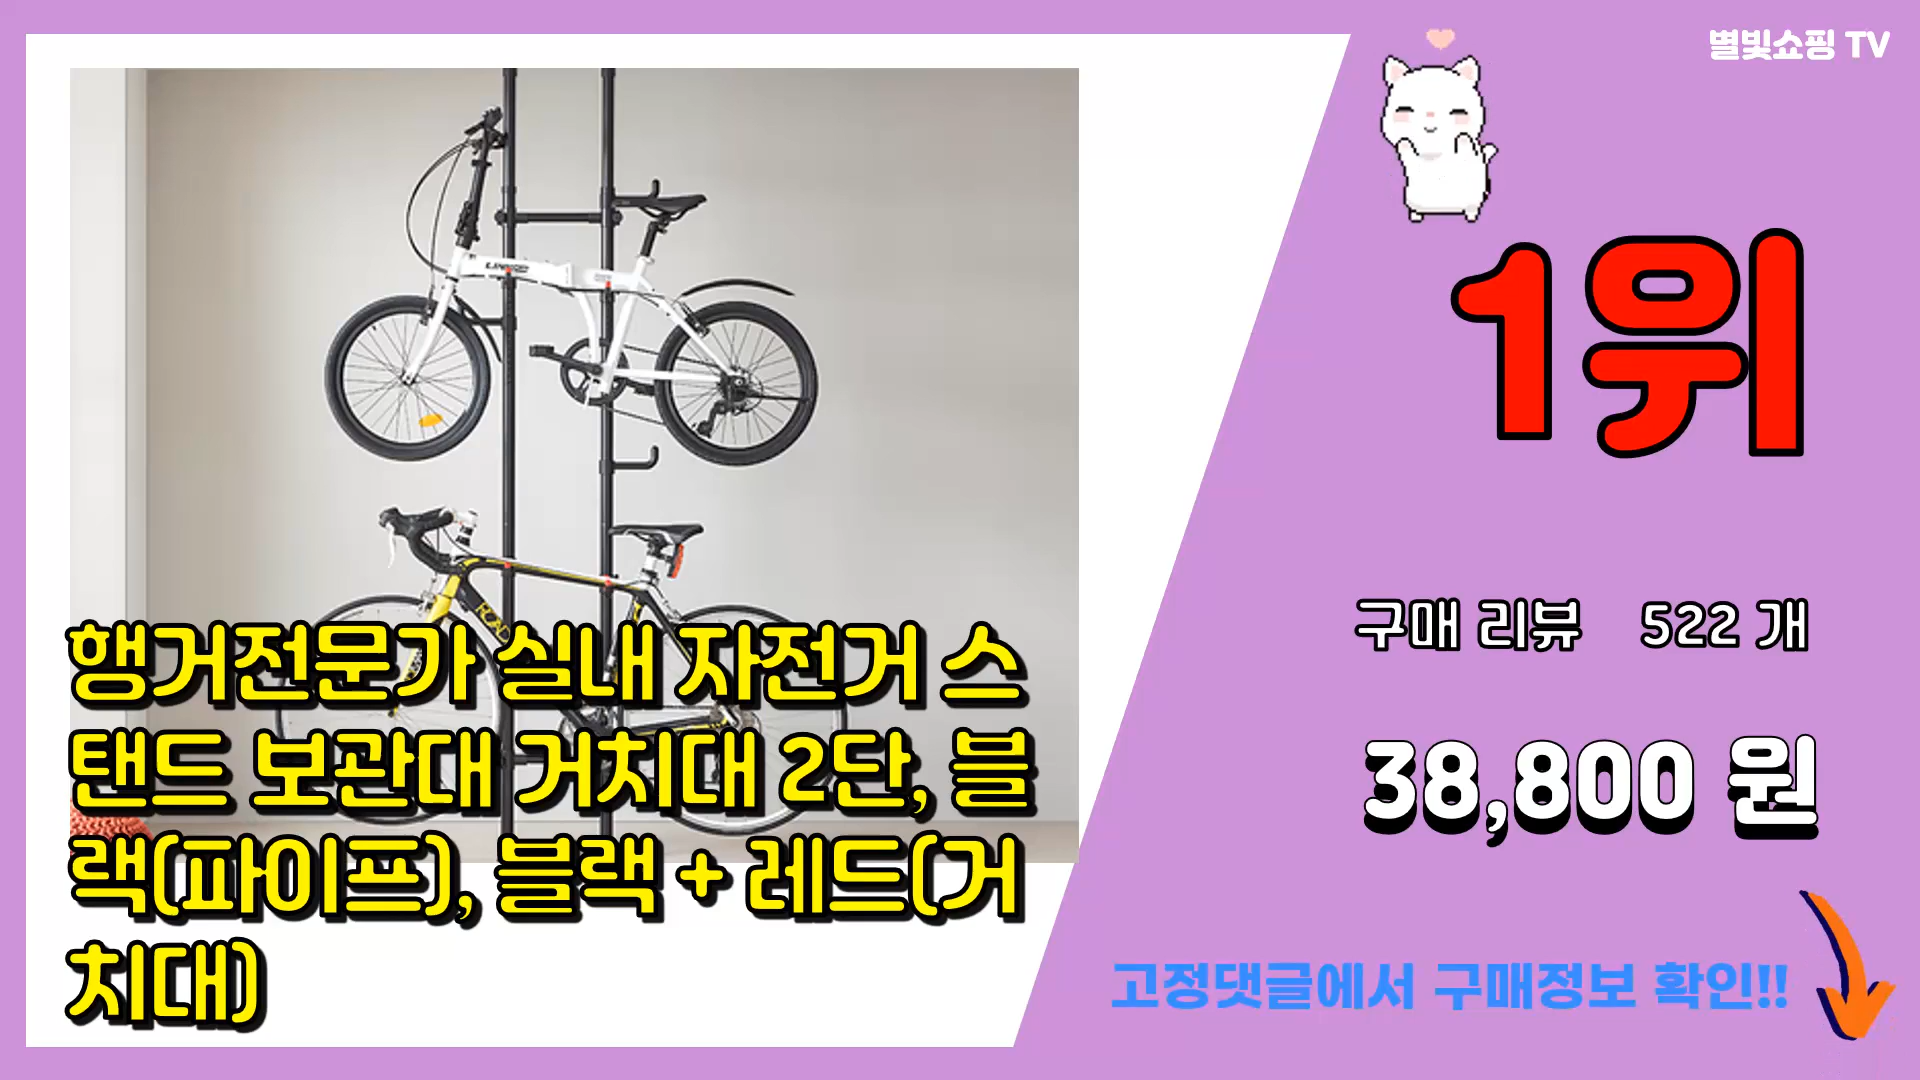 별빛쇼핑 TV
1위
구매 리뷰 522 개
38,800 원
행거전문가 실내 자전거 스
탠드 보관대 거치대 2단, 블
랙(파이프), 블랙 + 레드(거
치대)
고정댓글에서 구매정보 확인!!